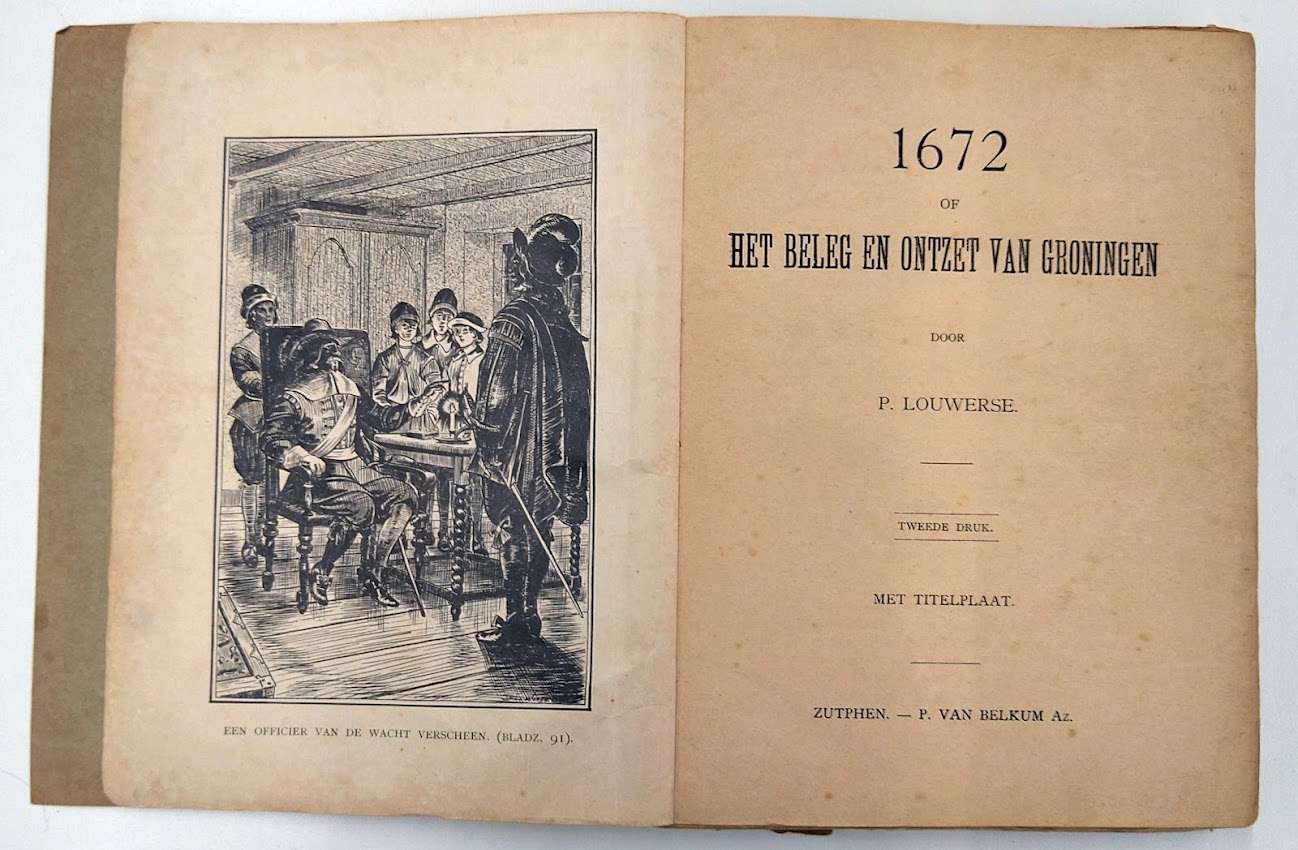 EEN OFFICIER VAN DE WACHT VERSCHEEN. (BLADZ. 91).
1672
OF
HET BELEG EN ONTZET VAN GRONINGEN
DOOR
P. LOUWERSE.
TWEEDE DRUK.
MET TITELPLAAT.
ZUTPHEN. — P. VAN BELKUM Az.